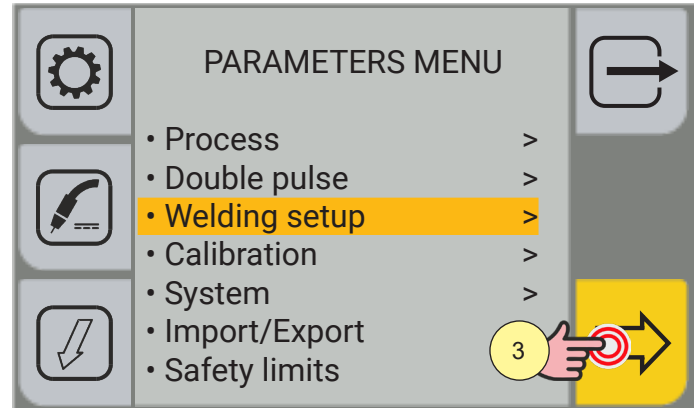 PARAMETERS MENU
• Process >
• Double pulse >
• Welding setup >
• Calibration >
• System >
• Import/Export
• Safety limits
3